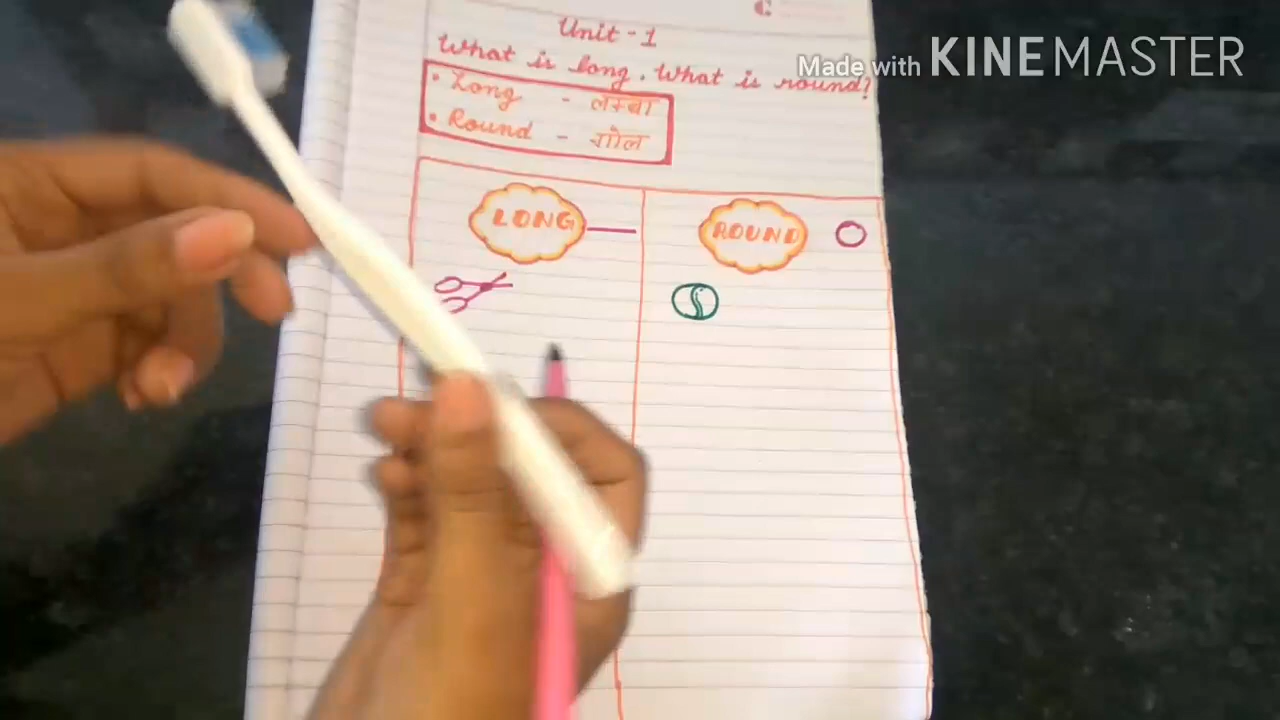 Unit - 1
Made with KINEMASTER
What is long. What is round?
• Long - लम्बा
• Round - गोल
LONG
ROUND